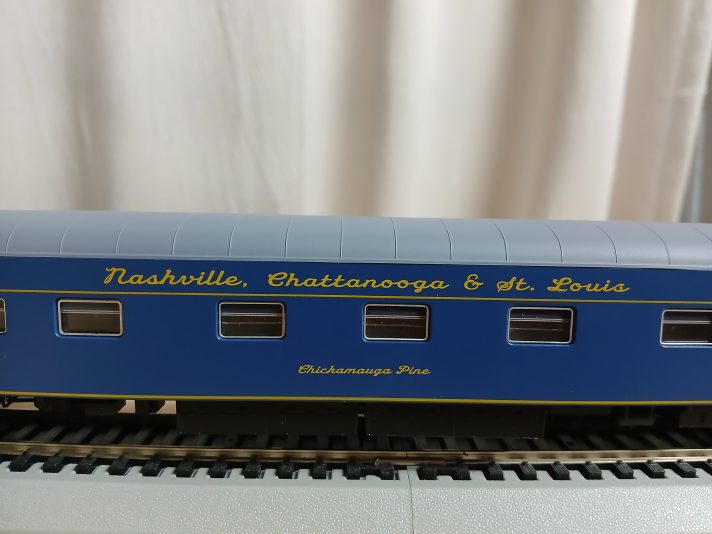 Nashville, Chattanooga & St. Louis
Chickamauga Pine